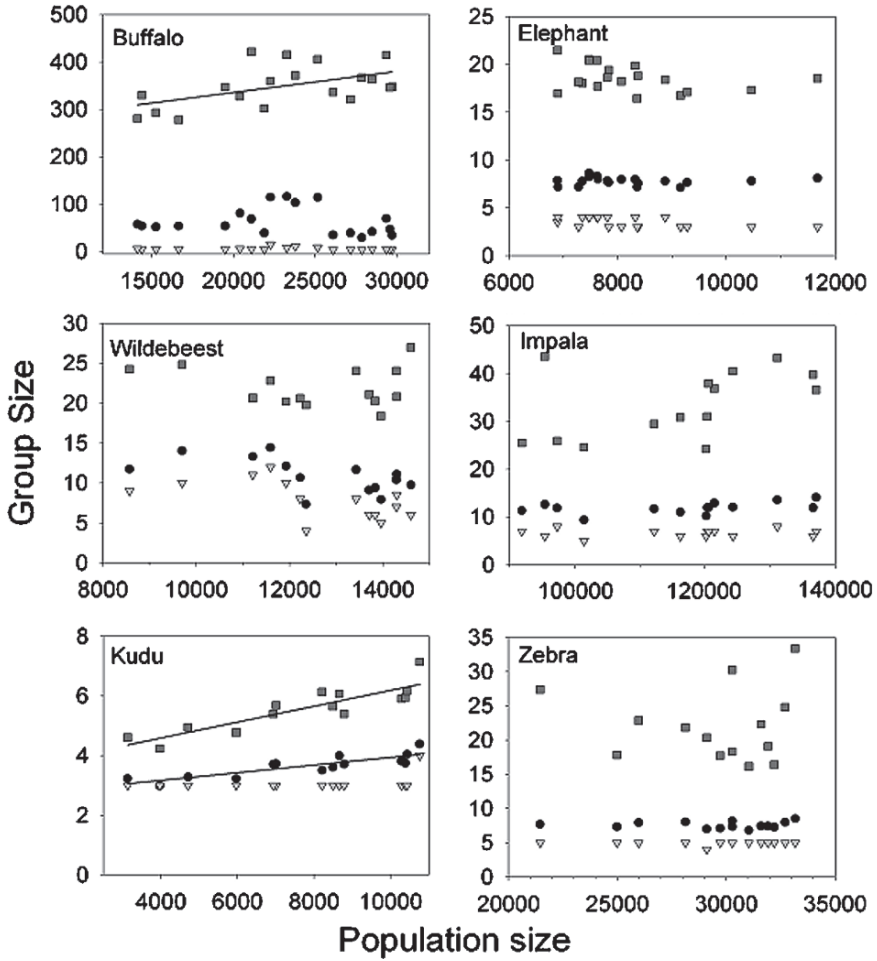 Buffalo
500
400
300
200
100
0
15000 20000 25000 30000
Elephant
25
20
15
10
5
0
6000 8000 10000 12000
Wildebeest
30
25
20
15
10
5
0
8000 10000 12000 14000
Impala
50
40
30
20
10
0
100000 120000 140000
Kudu
8
6
4
2
0
4000 6000 8000 10000
Zebra
35
30
25
20
15
10
5
0
20000 25000 30000 35000
Group Size
Population size